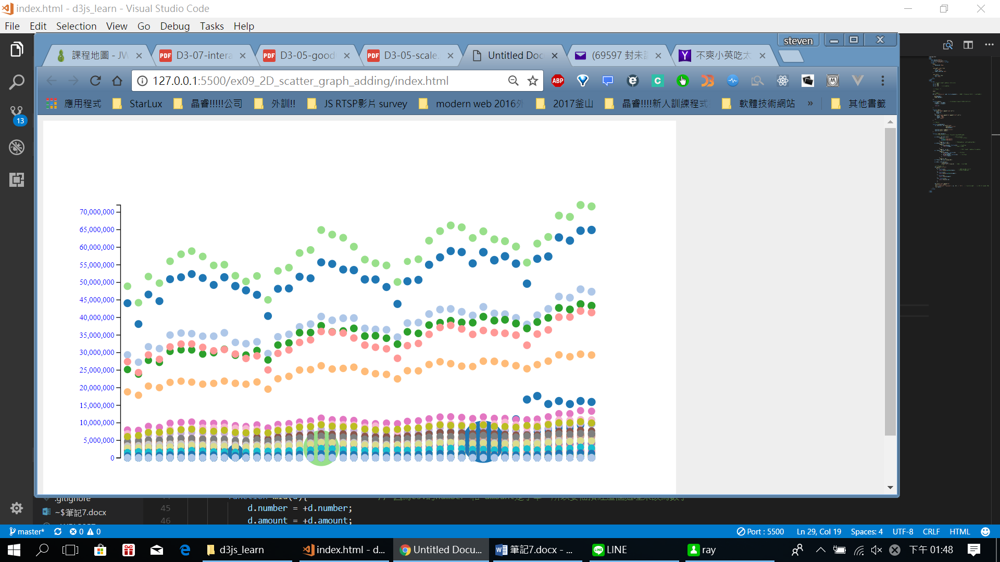 index.html - d3js_learn - Visual Studio Code
File Edit Selection View Go Debug Tasks Help
steven
課程地圖 - JW
D3-07-intera
D3-05-good
D3-05-scale.
Untitled Doc
(69597 封未
不爽小英吃太
127.0.0.1:5500/ex09_2D_scatter_graph_adding/index.html
ABP
應用程式 StarLux 晶睿!!!!!公司 外訓!! JS RTSP影片 survey modern web 2016外 2017釜山 晶睿!!!!新人訓練程式 軟體技術網站 » 其他書籤
13
70,000,000
65,000,000
60,000,000
55,000,000
50,000,000
45,000,000
40,000,000
35,000,000
30,000,000
25,000,000
20,000,000
15,000,000
10,000,000
5,000,000
0
.gitignore
~$筆記7.docx
45 d.number = +d.number;
46 d.amount = +d.amount;
master* 0 0 Port : 5500 Ln 29, Col 19 Spaces: 4 UTF-8 CRLF HTML
d3js_learn index.html - d... Untitled Docu... 筆記7.docx - ... LINE ray 下午 01:48